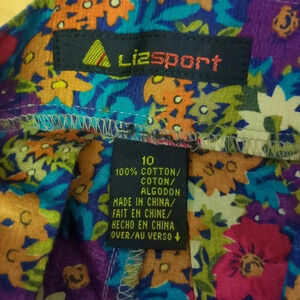 Lizsport
10
100% COTTON/
COTON/
ALGODON
MADE IN CHINA/
FAIT EN CHINE/
HECHO EN CHINA
OVER/AU VERSO ↓